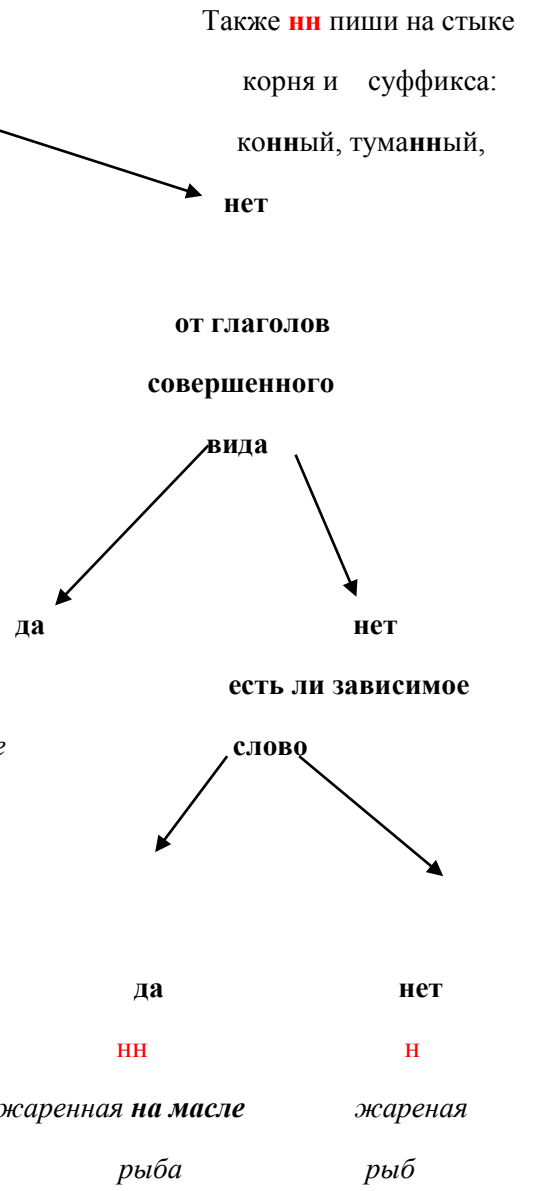 Также нн пиши на стыке
корня и суффикса:
конный, туманный,
нет
от глаголов
совершенного
вида
да нет
есть ли зависимое
е слово
да нет
нн н
жаренная на масле жареная
рыба рыб